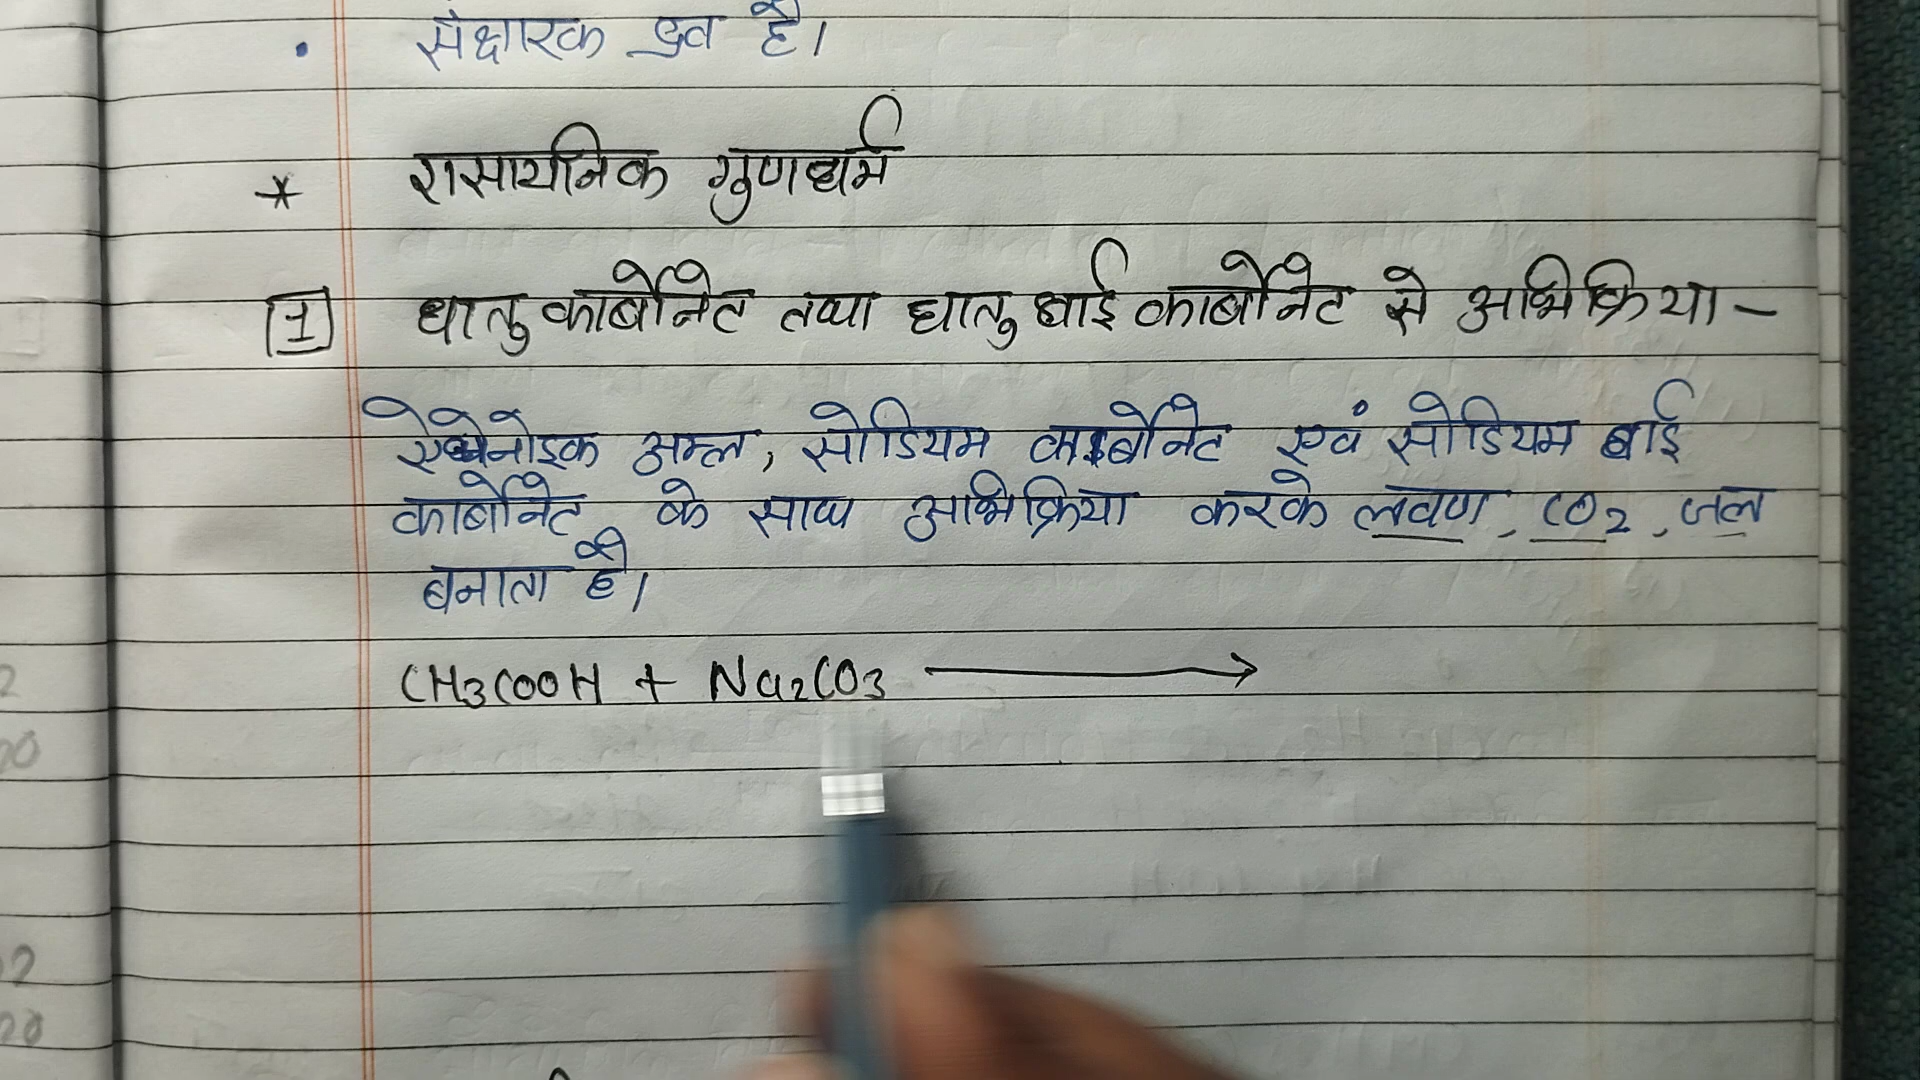 संक्षारक द्रव है।
* रासायनिक गुणधर्म
1 धातु कार्बोनेट तथा धातु बाई कार्बोनेट से अभिक्रिया -
ऐथेनोइक अम्ल, सोडियम कार्बोनेट एवं सोडियम बाई
कार्बोनेट के साथ अभिक्रिया करके लवण, CO2, जल
बनाता है।
CH3COOH + Na2CO3 ⟶